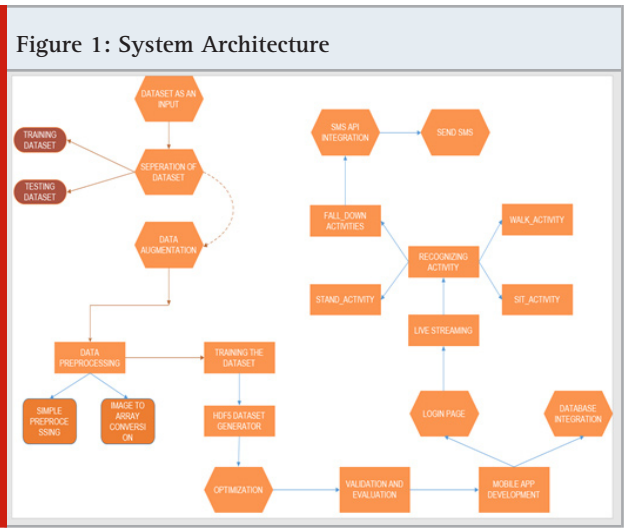 Figure 1: System Architecture
DATASET AS AN
INPUT
TRAINING
DATASET
SEPERATION OF
DATASET
TESTING
DATASET
DATA
AUGMENTATION
DATA
PREPROCESSING
SIMPLE
PREPROCE
SSING
IMAGE TO
ARRAY
CONVERSI
ON
TRAINING THE
DATASET
HDFS DATASET
GENERATOR
OPTIMIZATION
VALIDATION AND
EVALUATION
MOBILE APP
DEVELOPMENT
LOGIN PAGE
DATABASE
INTEGRATION
LIVE STREAMING
RECOGNIZING
ACTIVITY
FALL_DOWN
ACTIVITIES
STAND_ACTIVITY
WALK_ACTIVITY
SIT_ACTIVITY
SMS API
INTEGRATION
SEND SMS